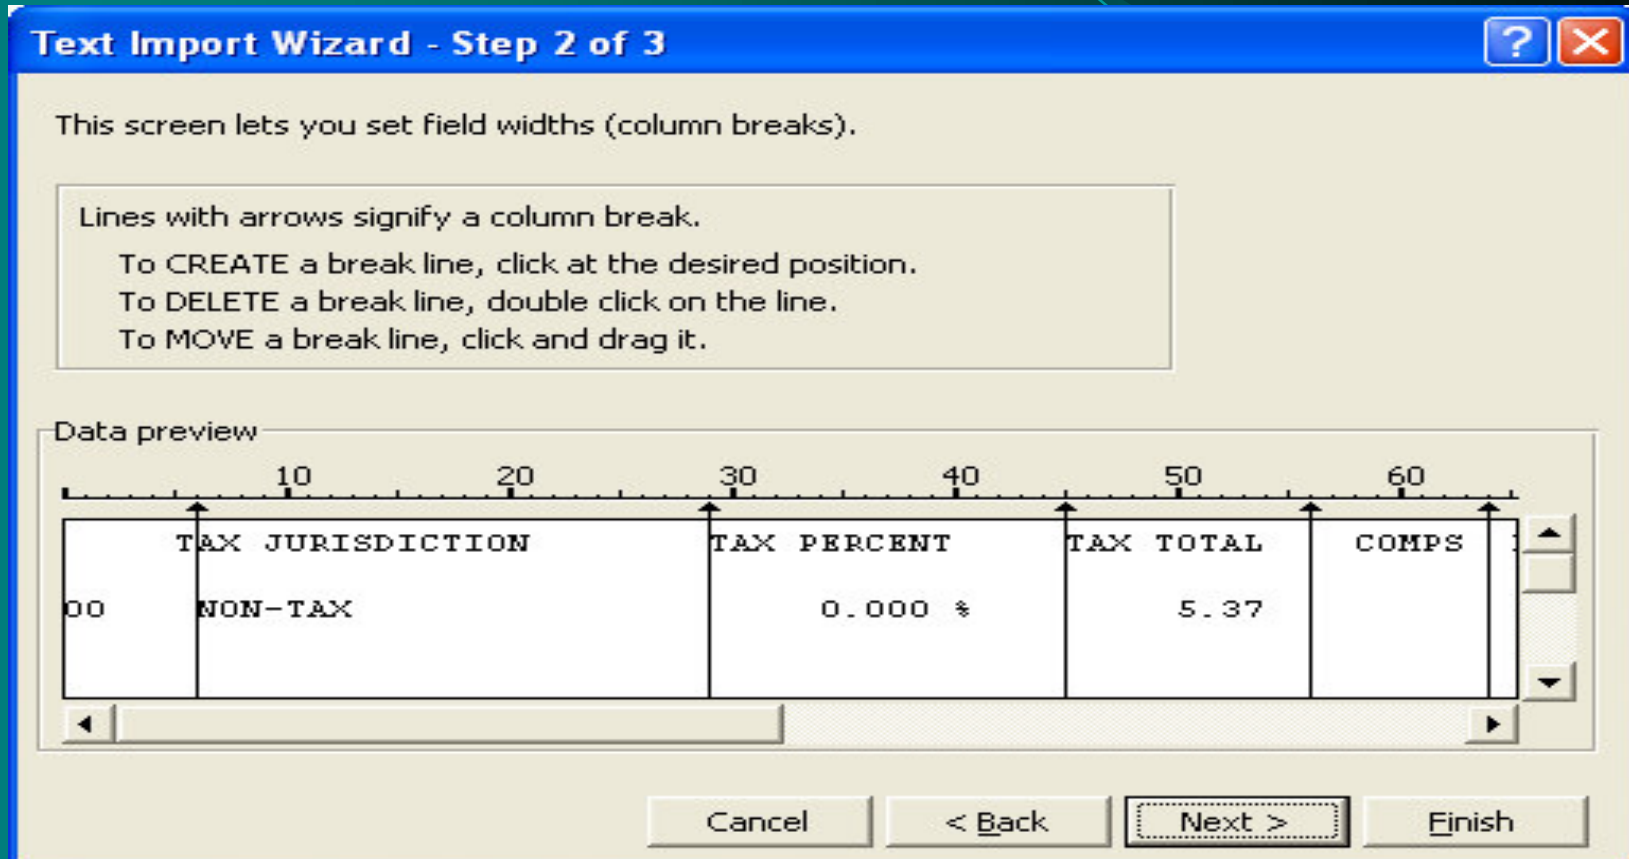 Text Import Wizard - Step 2 of 3
This screen lets you set field widths (column breaks).
Lines with arrows signify a column break.
To CREATE a break line, click at the desired position.
To DELETE a break line, double click on the line.
To MOVE a break line, click and drag it.
Data preview
10 20 30 40 50 60
TAX JURISDICTION TAX PERCENT TAX TOTAL COMPS
00 NON-TAX 0.000 % 5.37
Cancel < Back Next > Finish